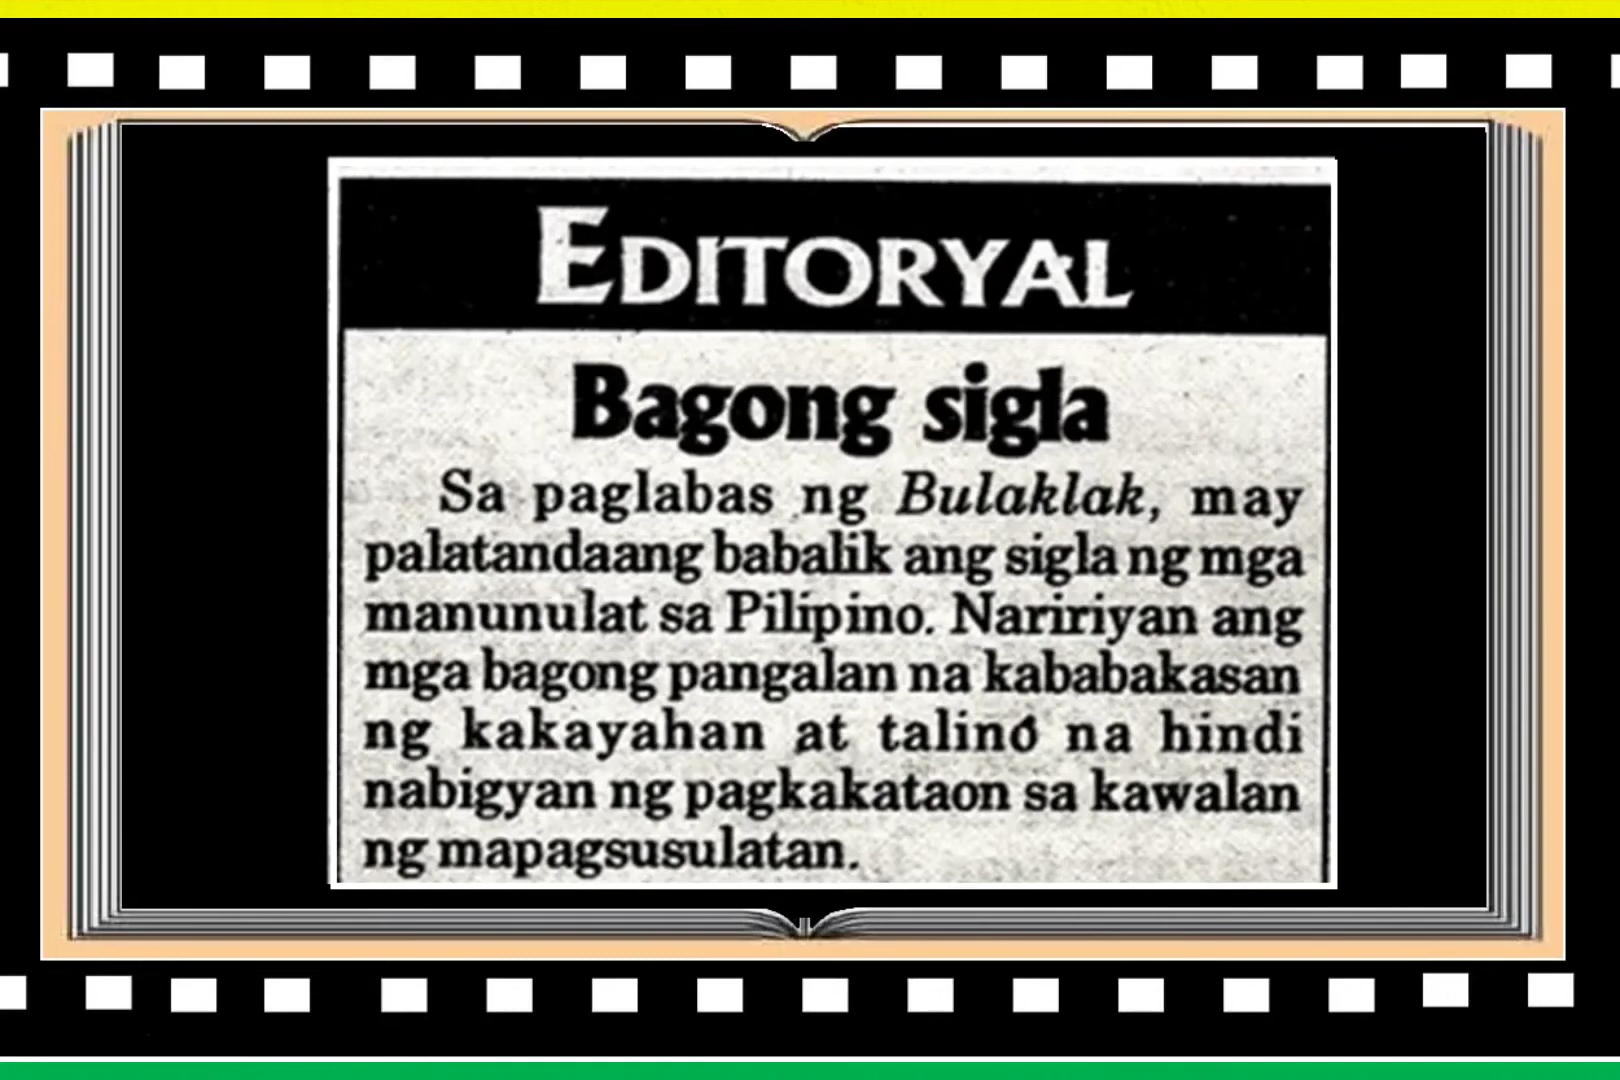 EDITORYAL
Bagong sigla
Sa paglabas ng Bulaklak, may
palatandaang babalik ang sigla ng mga
manunulat sa Pilipino. Naririyan ang
mga bagong pangalan na kababakasan
ng kakayahan at talino na hindi
nabigyan ng pagkakataon sa kawalan
ng mapagsusulatan.